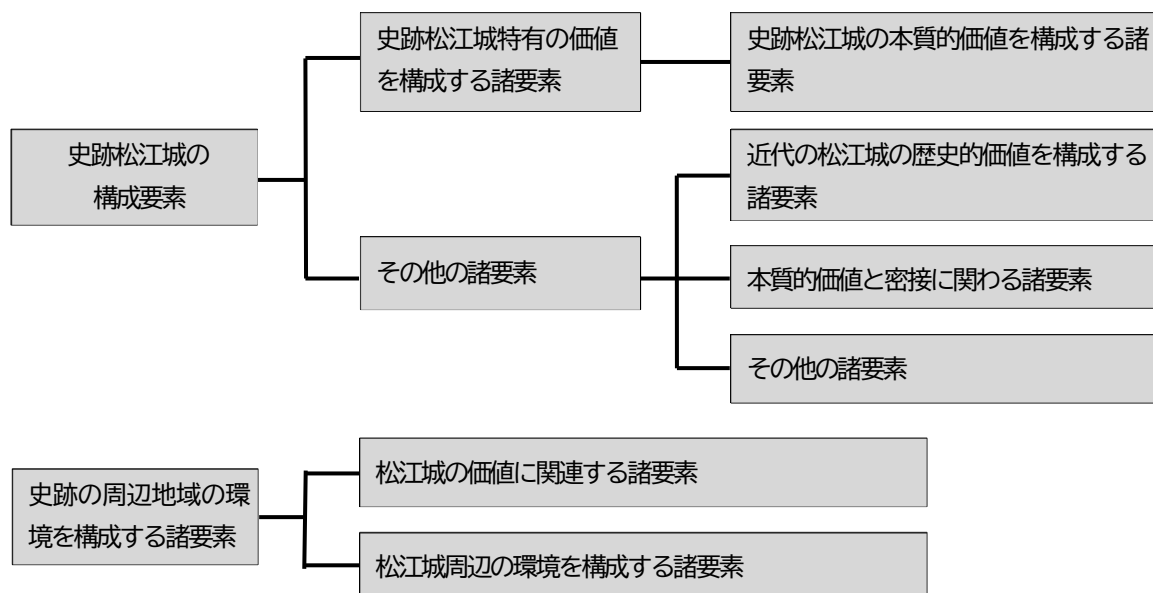 史跡松江城の
構成要素
史跡松江城特有の価値
を構成する諸要素
史跡松江城の本質的価値を構成する諸
要素
その他の諸要素
近代の松江城の歴史的価値を構成する
諸要素
本質的価値と密接に関わる諸要素
その他の諸要素
史跡の周辺地域の環
境を構成する諸要素
松江城の価値に関連する諸要素
松江城周辺の環境を構成する諸要素